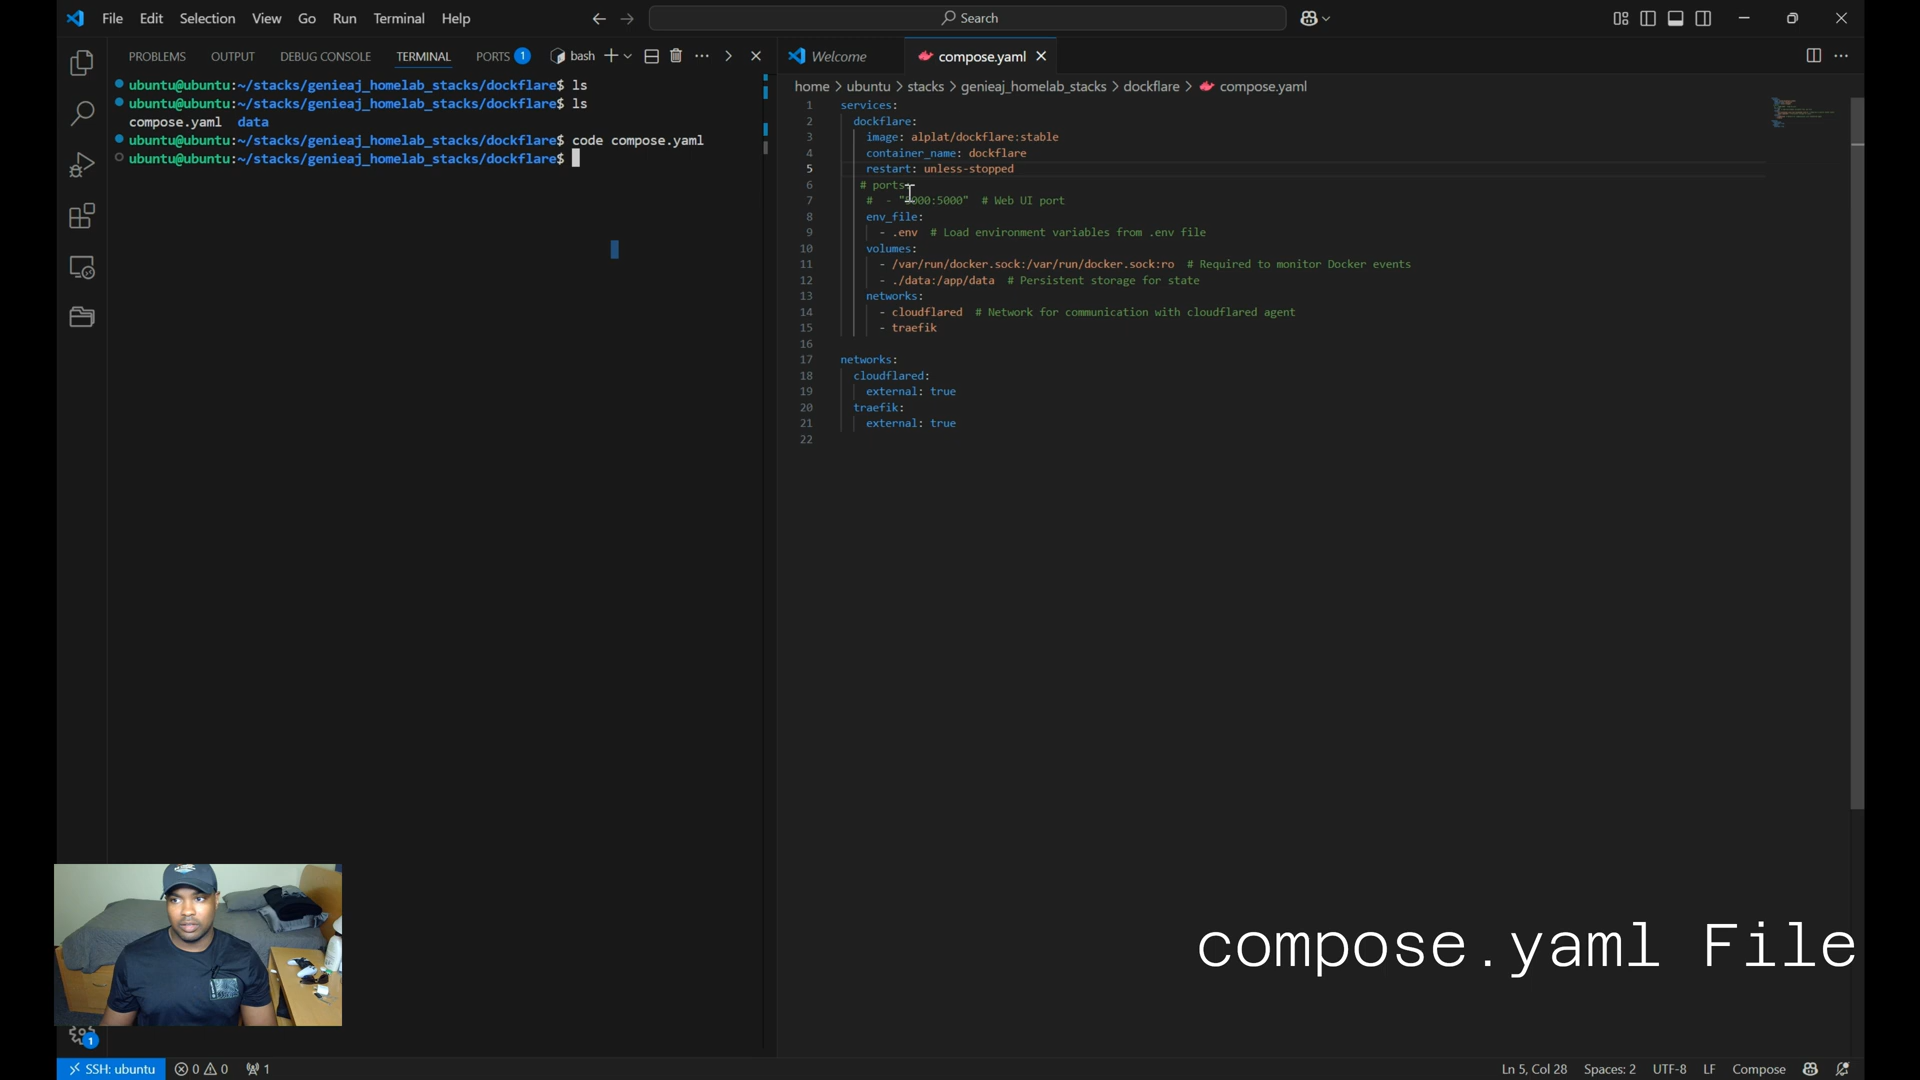 File Edit Selection View Go Run Terminal Help
Search
PROBLEMS OUTPUT DEBUG CONSOLE TERMINAL PORTS 1
bash
ubuntu@ubuntu:~/stacks/genieaj_homelab_stacks/dockflare$ ls
ubuntu@ubuntu:~/stacks/genieaj_homelab_stacks/dockflare$ ls
compose.yaml data
ubuntu@ubuntu:~/stacks/genieaj_homelab_stacks/dockflare$ code compose.yaml
ubuntu@ubuntu:~/stacks/genieaj_homelab_stacks/dockflare$
Welcome
compose.yaml
home > ubuntu > stacks > genieaj_homelab_stacks > dockflare > compose.yaml
1 services:
2 dockflare:
3 image: alplat/dockflare:stable
4 container_name: dockflare
5 restart: unless-stopped
6 # ports
7 # - "5000:5000" # Web UI port
8 env_file:
9 - .env # Load environment variables from .env file
10 volumes:
11 - /var/run/docker.sock:/var/run/docker.sock:ro # Required to monitor Docker events
12 - ./data:/app/data # Persistent storage for state
13 networks:
14 - cloudflared # Network for communication with cloudflared agent
15 - traefik
16
17 networks:
18 cloudflared:
19 external: true
20 traefik:
21 external: true
22
compose.yaml File
1
SSH: ubuntu
0 0
1
Ln 5, Col 28
Spaces: 2
UTF-8
LF
Compose